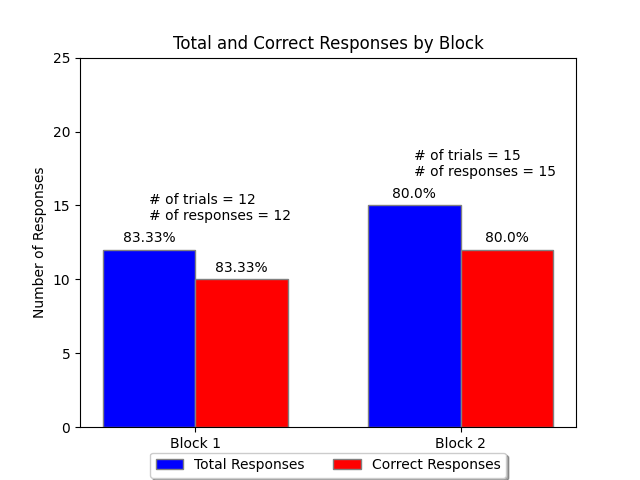 Total and Correct Responses by Block
Number of Responses
25
20
15
10
5
0
# of trials = 12
# of responses = 12
83.33%
83.33%
# of trials = 15
# of responses = 15
80.0%
80.0%
Block 1
Block 2
Total Responses
Correct Responses